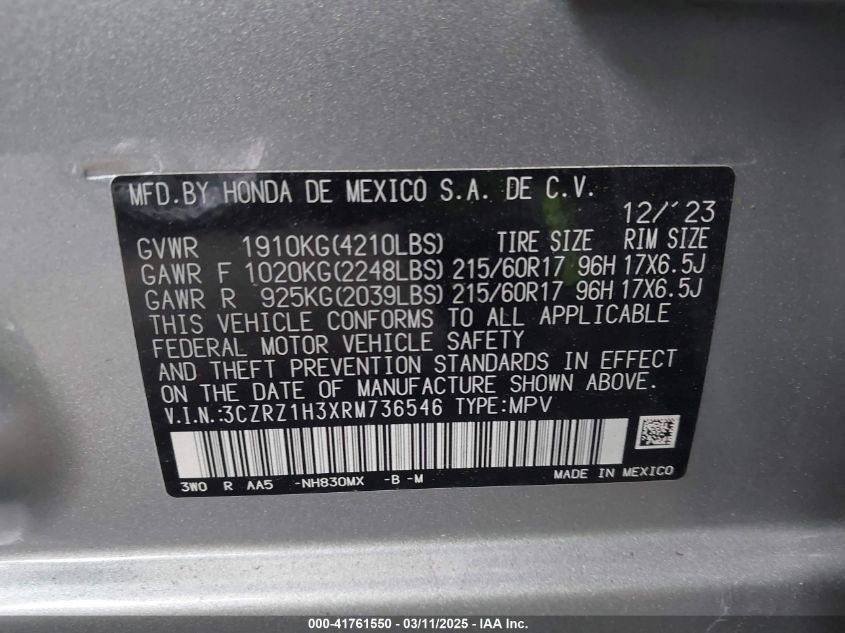 MFD.BY HONDA DE MEXICO S.A. DE C.V.
12/'23
GVWR 1910KG(4210LBS) TIRE SIZE RIM SIZE
GAWR F 1020KG(2248LBS) 215/60R17 96H 17X6.5J
GAWR R 925KG(2039LBS) 215/60R17 96H 17X6.5J
THIS VEHICLE CONFORMS TO ALL APPLICABLE
FEDERAL MOTOR VEHICLE SAFETY
AND THEFT PREVENTION STANDARDS IN EFFECT
ON THE DATE OF MANUFACTURE SHOWN ABOVE.
V.I.N.:3CZRZ1H3XRM736546 TYPE:MPV
3W0 R AA5 -NH830MX -B -M MADE IN MEXICO
000-41761550 - 03/11/2025 - IAA Inc.